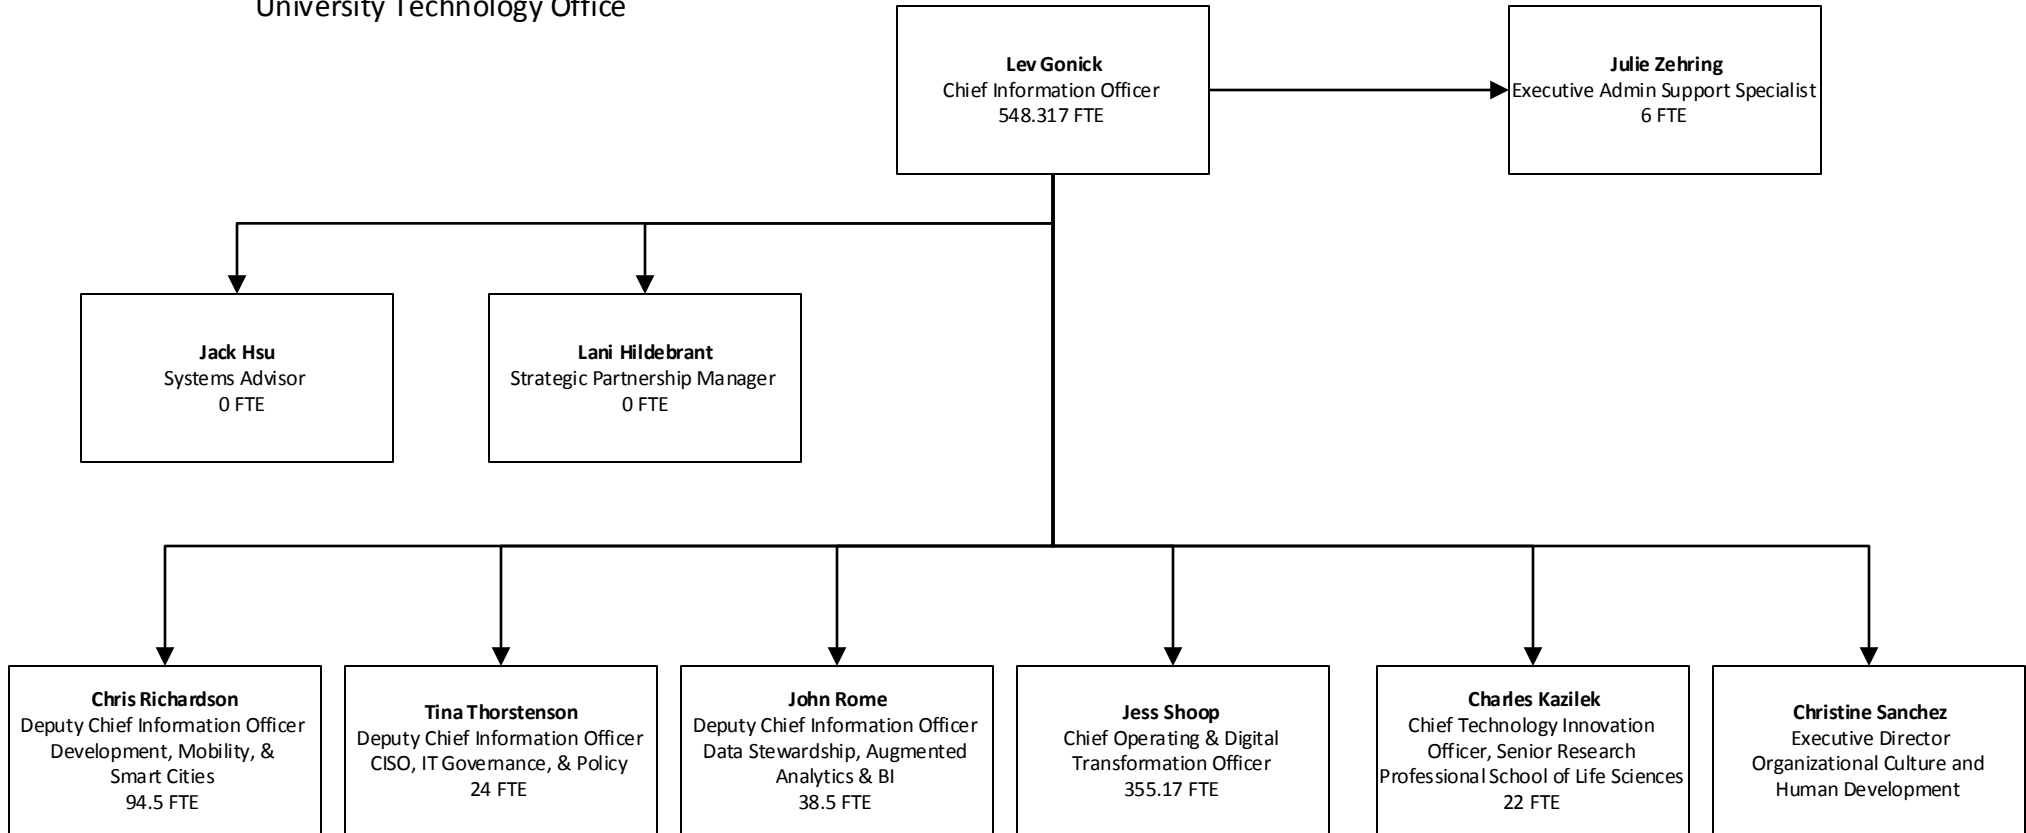 University Technology Office
Lev Gonick
Chief Information Officer
548.317 FTE
Julie Zehring
Executive Admin Support Specialist
6 FTE
Jack Hsu
Systems Advisor
0 FTE
Lani Hildebrant
Strategic Partnership Manager
0 FTE
Chris Richardson
Deputy Chief Information Officer
Development, Mobility, &
Smart Cities
94.5 FTE
Tina Thorstenson
Deputy Chief Information Officer
CISO, IT Governance, & Policy
24 FTE
John Rome
Deputy Chief Information Officer
Data Stewardship, Augmented
Analytics & BI
38.5 FTE
Jess Shoop
Chief Operating & Digital
Transformation Officer
355.17 FTE
Charles Kazilek
Chief Technology Innovation
Officer, Senior Research
Professional School of Life Sciences
22 FTE
Christine Sanchez
Executive Director
Organizational Culture and
Human Development